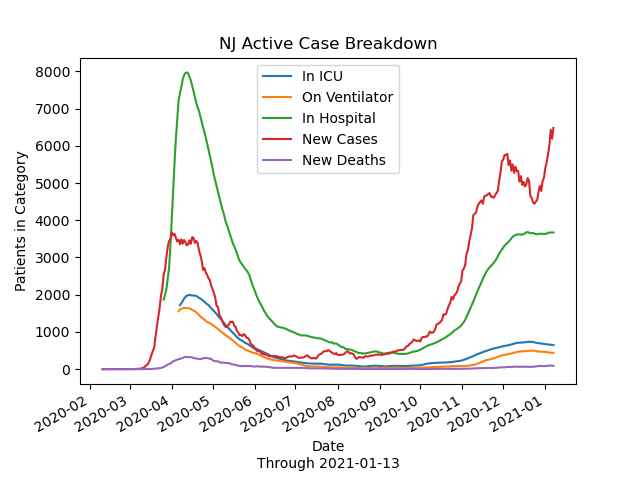 NJ Active Case Breakdown
In ICU
On Ventilator
In Hospital
New Cases
New Deaths
Patients in Category
8000
7000
6000
5000
4000
3000
2000
1000
0
2020-02
2020-03
2020-04
2020-05
2020-06
2020-07
2020-08
2020-09
2020-10
2020-11
2020-12
2021-01
Date
Through 2021-01-13